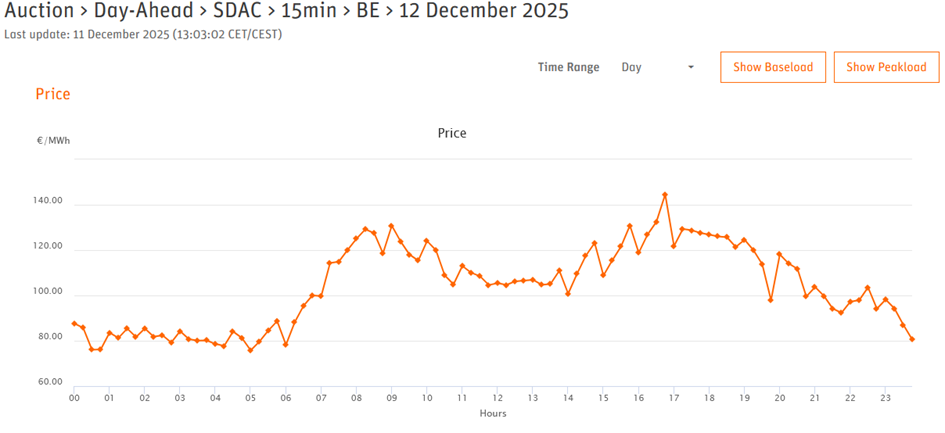 Auction > Day-Ahead > SDAC > 15min > BE > 12 December 2025
Last update: 11 December 2025 (13:03:02 CET/CEST)
Time Range Day Show Baseload Show Peakload
Price
Price
€/MWh
140.00
120.00
100.00
80.00
60.00
00 01 02 03 04 05 06 07 08 09 10 11 12 13 14 15 16 17 18 19 20 21 22 23
Hours